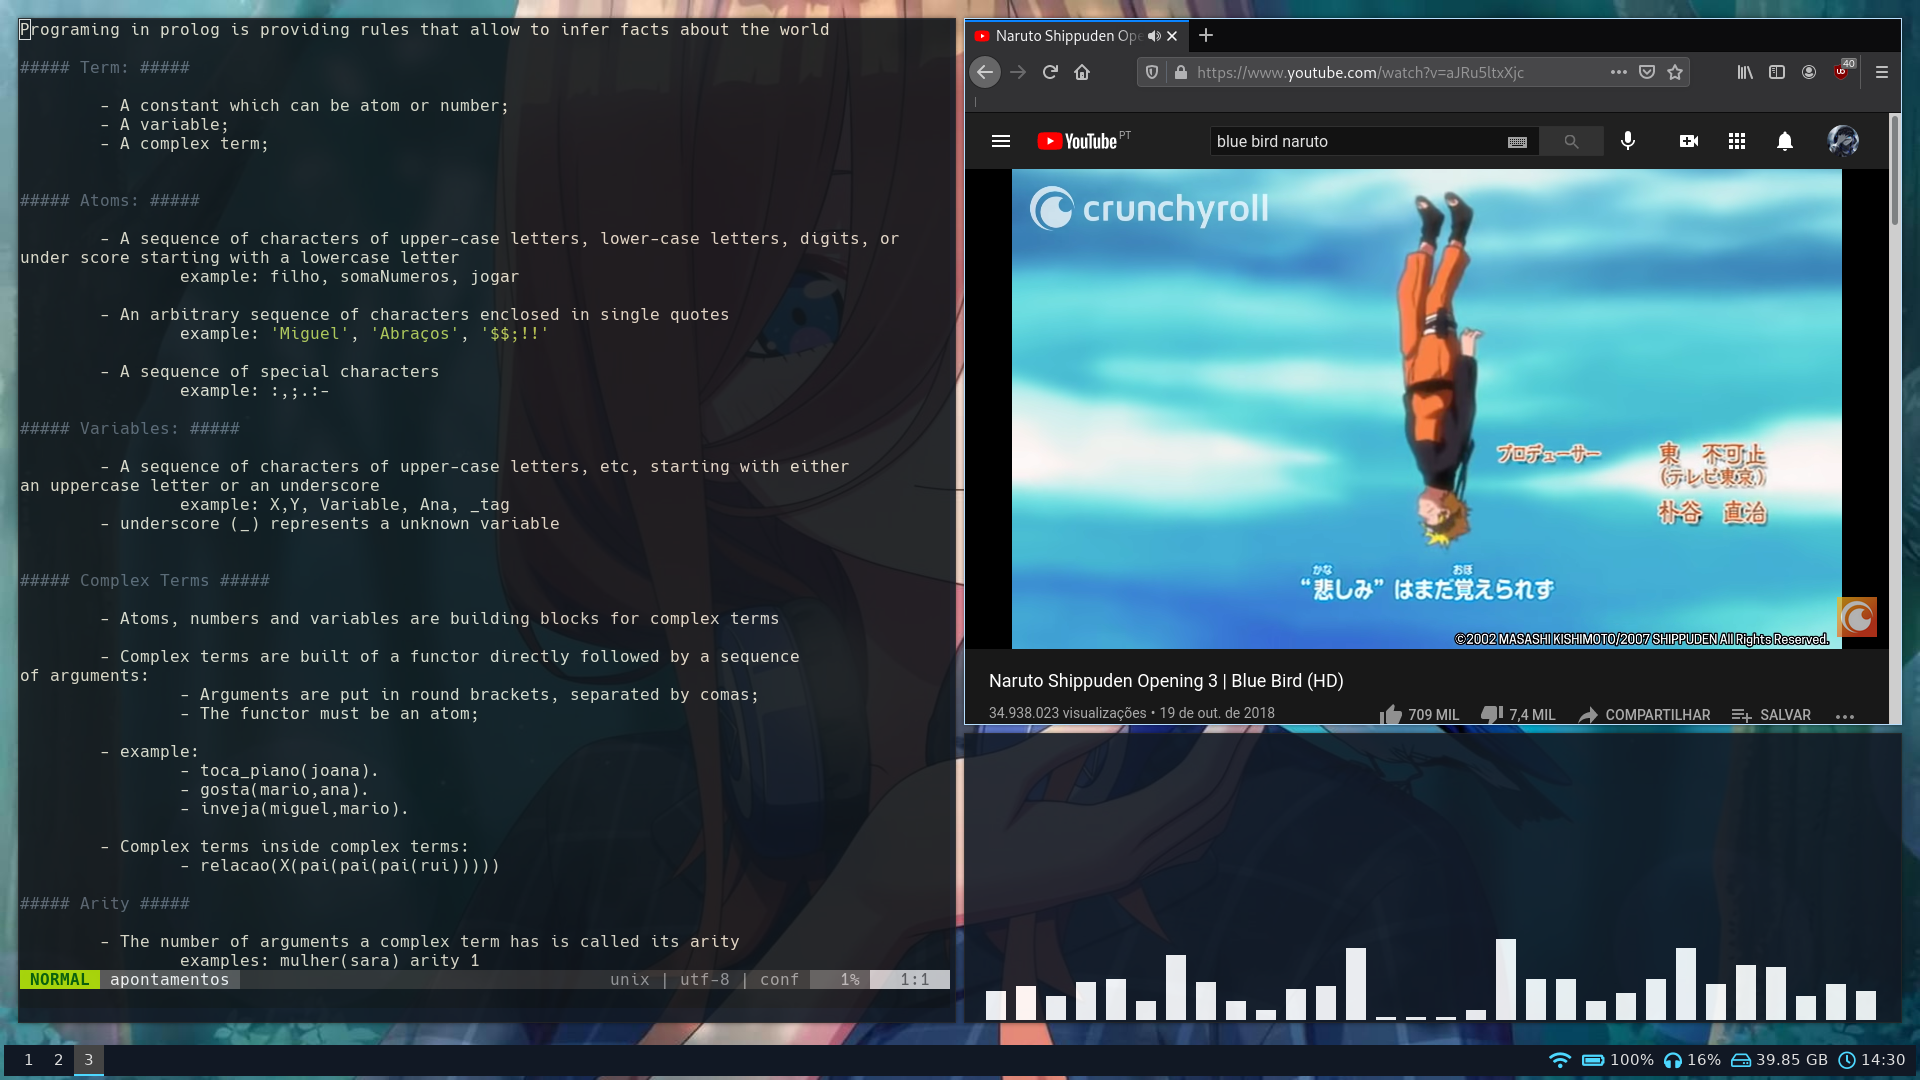 Programing in prolog is providing rules that allow to infer facts about the world
##### Term: #####
- A constant which can be atom or number;
- A variable;
- A complex term;
##### Atoms: #####
- A sequence of characters of upper-case letters, lower-case letters, digits, or
under score starting with a lowercase letter
example: filho, somaNumeros, jogar
- An arbitrary sequence of characters enclosed in single quotes
example: 'Miguel', 'Abraços', '$$;!!'
- A sequence of special characters
example: :,;.:-
##### Variables: #####
- A sequence of characters of upper-case letters, etc, starting with either
an uppercase letter or an underscore
example: X,Y, Variable, Ana, _tag
- underscore (_) represents a unknown variable
##### Complex Terms #####
- Atoms, numbers and variables are building blocks for complex terms
- Complex terms are built of a functor directly followed by a sequence
of arguments:
- Arguments are put in round brackets, separated by comas;
- The functor must be an atom;
- example:
- toca_piano(joana).
- gosta(mario,ana).
- inveja(miguel,mario).
- Complex terms inside complex terms:
- relacao(X(pai(pai(pai(rui)))))
##### Arity #####
- The number of arguments a complex term has is called its arity
examples: mulher(sara) arity 1
NORMAL apontamentos unix | utf-8 | conf 1% 1:1
Naruto Shippuden Ope
https://www.youtube.com/watch?v=aJRu5ltxXjc
40
YouTube PT
blue bird naruto
crunchyroll
プロデューサー
東 不可止
(テレビ東京)
朴谷 直治
かな おぼ
“悲しみ” はまだ覚えられず
©2002 MASASHI KISHIMOTO/2007 SHIPPUDEN All Rights Reserved.
Naruto Shippuden Opening 3 | Blue Bird (HD)
34.938.023 visualizações • 19 de out. de 2018
709 MIL 7,4 MIL COMPARTILHAR SALVAR
1 2 3
100% 16% 39.85 GB 14:30